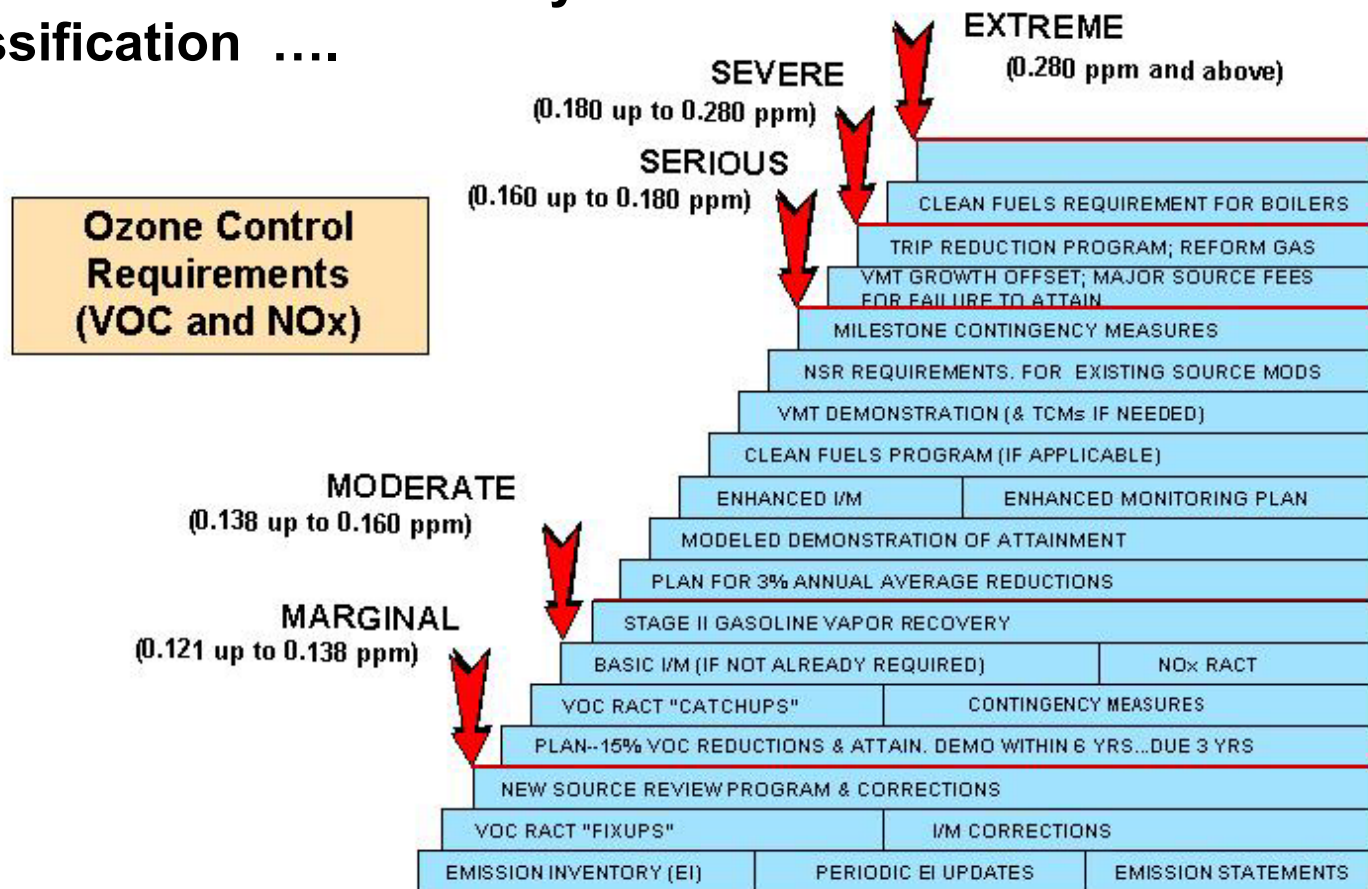 ssification ….
EXTREME
(0.280 ppm and above)
SEVERE
(0.180 up to 0.280 ppm)
SERIOUS
(0.160 up to 0.180 ppm)
Ozone Control
Requirements
(VOC and NOx)
MODERATE
(0.138 up to 0.160 ppm)
MARGINAL
(0.121 up to 0.138 ppm)
CLEAN FUELS REQUIREMENT FOR BOILERS
TRIP REDUCTION PROGRAM; REFORM GAS
VMT GROWTH OFFSET; MAJOR SOURCE FEES
FOR FAILURE TO ATTAIN
MILESTONE CONTINGENCY MEASURES
NSR REQUIREMENTS. FOR EXISTING SOURCE MODS
VMT DEMONSTRATION (& TCMs IF NEEDED)
CLEAN FUELS PROGRAM (IF APPLICABLE)
ENHANCED I/M
ENHANCED MONITORING PLAN
MODELED DEMONSTRATION OF ATTAINMENT
PLAN FOR 3% ANNUAL AVERAGE REDUCTIONS
STAGE II GASOLINE VAPOR RECOVERY
BASIC I/M (IF NOT ALREADY REQUIRED)
NOx RACT
VOC RACT "CATCHUPS"
CONTINGENCY MEASURES
PLAN--15% VOC REDUCTIONS & ATTAIN. DEMO WITHIN 6 YRS...DUE 3 YRS
NEW SOURCE REVIEW PROGRAM & CORRECTIONS
VOC RACT "FIXUPS"
I/M CORRECTIONS
EMISSION INVENTORY (EI)
PERIODIC EI UPDATES
EMISSION STATEMENTS